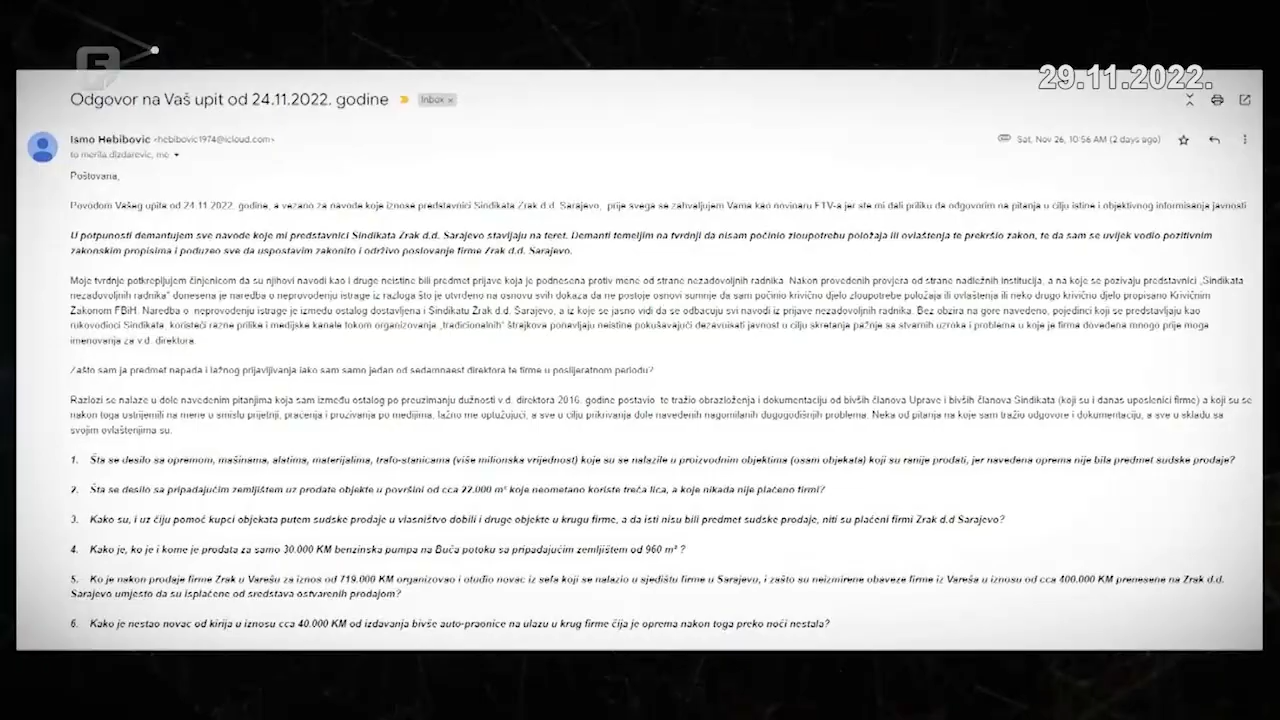 F
29.11.2022.
Odgovor na Vaš upit od 24.11.2022. godine Inbox ×
Ismo Hebibovic <hebibovic1974@icloud.com>
to merila.dizdarevic, me
Sat, Nov 26, 10:56 AM (2 days ago)
Poštovana,
Povodom Vašeg upita od 24.11.2022. godine, a vezano za navode koje iznose predstavnici Sindikata Zrak d.d. Sarajevo, prije svega se zahvaljujem Vama kao novinaru FTV-a jer ste mi dali priliku da odgovorim na pitanja u cilju istine i objektivnog informisanja javnosti
U potpunosti demantujem sve navode koje mi predstavnici Sindikata Zrak d.d. Sarajevo stavljaju na teret. Demanti temeljim na tvrdnji da nisam počinio zloupotrebu položaja ili ovlaštenja te prekršio zakon, te da sam se uvijek vodio pozitivnim
zakonskim propisima i poduzeo sve da uspostavim zakonito i održivo poslovanje firme Zrak d.d. Sarajevo.
Moje tvrdnje potkrepljujem činjenicom da su njihovi navodi kao i druge neistine bili predmet prijave koja je podnesena protiv mene od strane nezadovoljnih radnika. Nakon provedenih provjera od strane nadležnih institucija, a na koje se pozivaju predstavnici „Sindikata
nezadovoljnih radnika" donesena je naredba o neprovođenju istrage iz razloga što je utvrđeno na osnovu svih dokaza da ne postoje osnovi sumnje da sam počinio krivično djelo zloupotrebe položaja ili ovlaštenja ili neko drugo krivično djelo propisano Krivičnim
Zakonom FBiH. Naredba o neprovođenju istrage je između ostalog dostavljena i Sindikatu Zrak d.d. Sarajevo, a iz koje se jasno vidi da se odbacuju svi navodi iz prijave nezadovoljnih radnika. Bez obzira na gore navedeno, pojedinci koji se predstavljaju kao
rukovodioci Sindikata, koristeći razne prilike i medijske kanale tokom organizovanja „tradicionalnih" štrajkova ponavljaju neistine pokušavajući dezavuisati javnost u cilju skretanja pažnje sa stvarnih uzroka i problema u koje je firma dovedena mnogo prije moga
imenovanja za v.d. direktora.
Zašto sam ja predmet napada i lažnog prijavljivanja iako sam samo jedan od sedamnaest direktora te firme u poslijeratnom periodu?
Razlozi se nalaze u dole navedenim pitanjima koja sam između ostalog po preuzimanju dužnosti v.d. direktora 2016. godine postavio te tražio obrazloženja i dokumentaciju od bivših članova Uprave i bivših članova Sindikata (koji su i danas uposlenici firme) a koji su se
nakon toga ustrijemili na mene u smislu prijetnji, praćenja i prozivanja po medijima, lažno me optužujući, a sve u cilju prikrivanja dole navedenih nagomilanih dugogodišnjih problema. Neka od pitanja na koje sam tražio odgovore i dokumentaciju, a sve u skladu sa
svojim ovlaštenjima su.
1. Šta se desilo sa opremom, mašinama, alatima, materijalima, trafo-stanicama (više milionska vrijednost) koje su se nalazile u proizvodnim objektima (osam objekata) koji su ranije prodati, jer navedena oprema nije bila predmet sudske prodaje?
2. Šta se desilo sa pripadajućim zemljištem uz prodate objekte u površini od cca 22.000 m² koje neometano koriste treća lica, a koje nikada nije plaćeno firmi?
3. Kako su, i uz čiju pomoć kupci objekata putem sudske prodaje u vlasništvo dobili i druge objekte u krugu firme, a da isti nisu bili predmet sudske prodaje, niti su plaćeni firmi Zrak d.d Sarajevo?
4. Kako je, ko je i kome je prodata za samo 30.000 KM benzinska pumpa na Buča potoku sa pripadajućim zemljištem od 960 m² ?
5. Ko je nakon prodaje firme Zrak u Varešu za iznos od 719.000 KM organizovao i otuđio novac iz sefa koji se nalazio u sjedištu firme u Sarajevu, i zašto su neizmirene obaveze firme iz Vareša u iznosu od cca 400.000 KM prenesene na Zrak d.d.
Sarajevo umjesto da su isplaćene od sredstava ostvarenih prodajom?
6. Kako je nestao novac od kirija u iznosu cca 40.000 KM od izdavanja bivše auto-praonice na ulazu u krug firme čija je oprema nakon toga preko noći nestala?